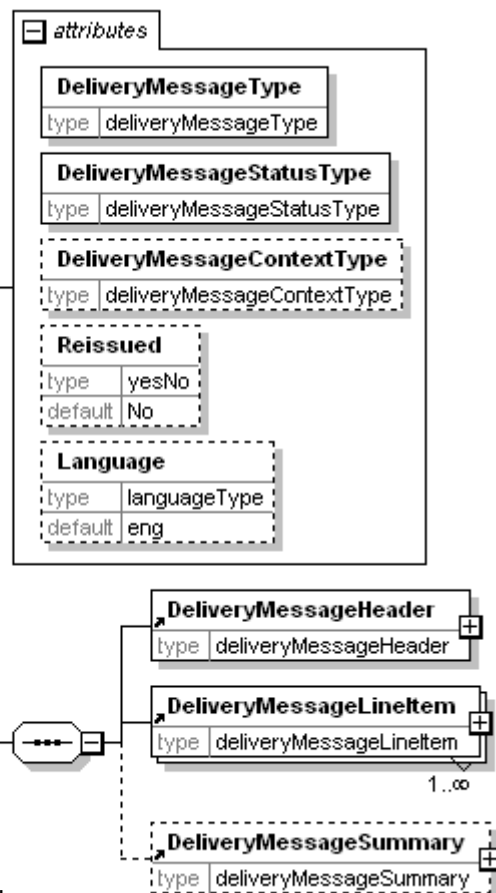 attributes
DeliveryMessageType
type deliveryMessageType
DeliveryMessageStatusType
type deliveryMessageStatusType
DeliveryMessageContextType
type deliveryMessageContextType
Reissued
type yesNo
default No
Language
type languageType
default eng
DeliveryMessageHeader
type deliveryMessageHeader
DeliveryMessageLineItem
type deliveryMessageLineItem
1..∞
DeliveryMessageSummary
type deliveryMessageSummary